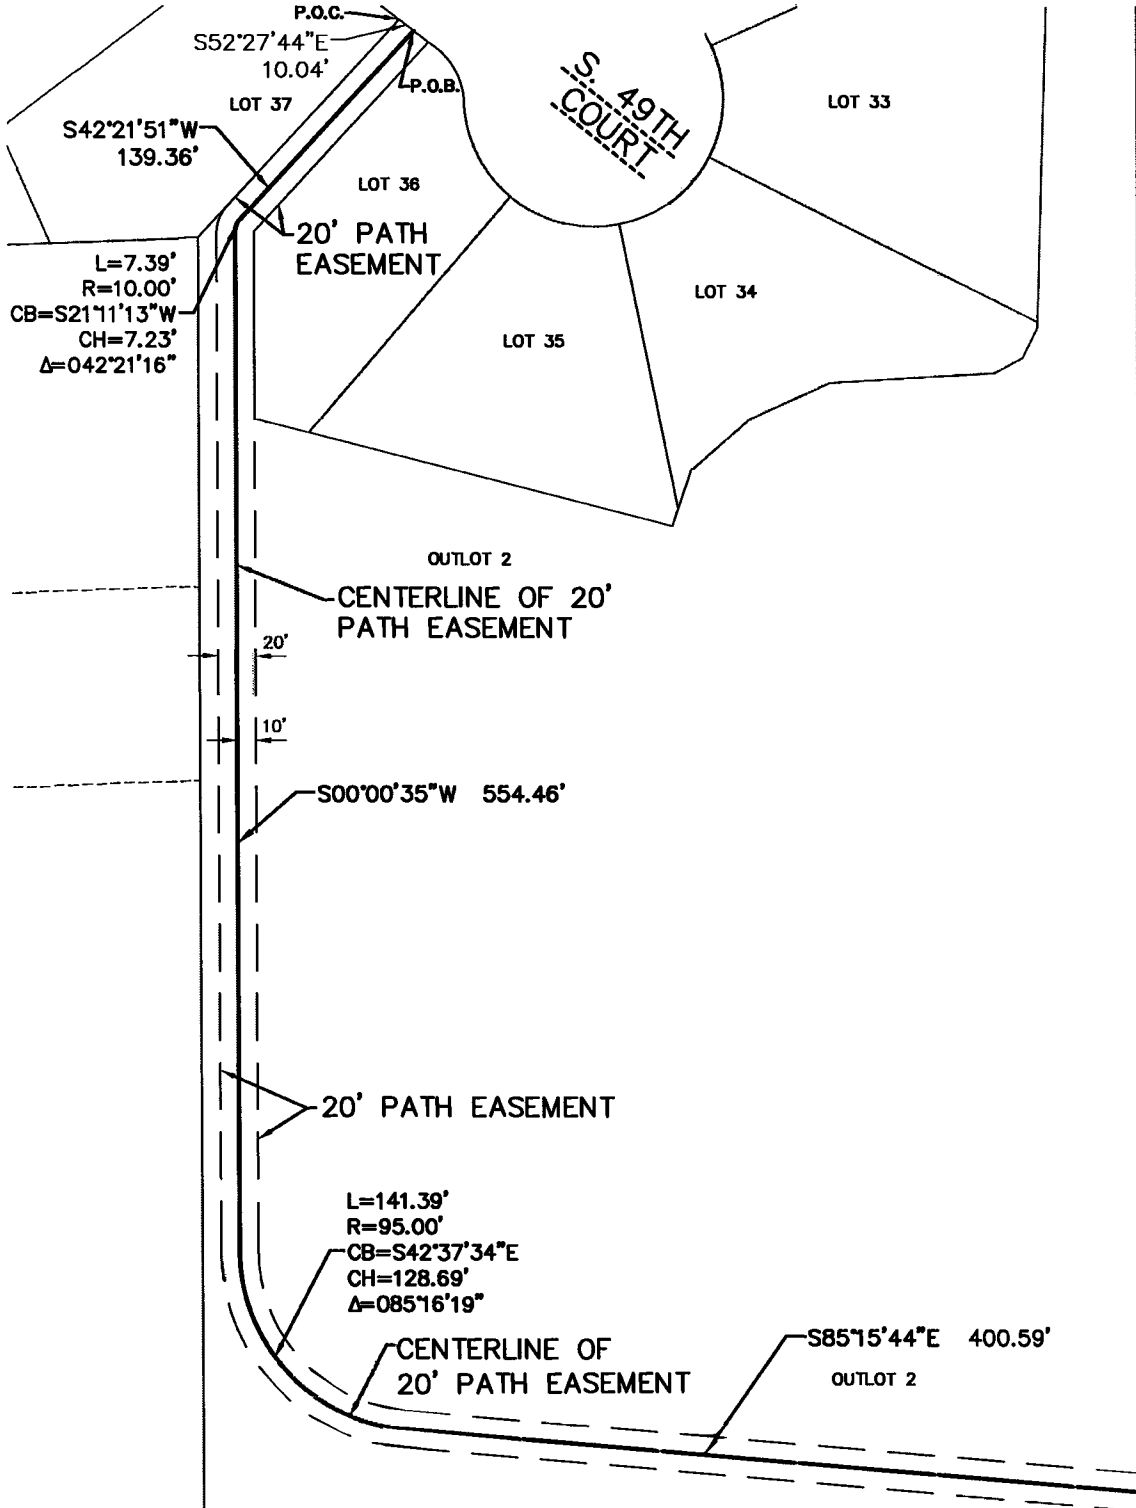 P.O.C.
S52°27'44"E
10.04'
P.O.B.
LOT 37
S42°21'51"W
139.36'
S. 49TH
COURT
LOT 33
LOT 36
20' PATH
EASEMENT
L=7.39'
R=10.00'
CB=S21°11'13"W
CH=7.23'
Δ=042°21'16"
LOT 34
LOT 35
OUTLOT 2
CENTERLINE OF 20'
PATH EASEMENT
20'
10'
S00°00'35"W 554.46'
20' PATH EASEMENT
L=141.39'
R=95.00'
CB=S42°37'34"E
CH=128.69'
Δ=085°16'19"
CENTERLINE OF
20' PATH EASEMENT
S85°15'44"E 400.59'
OUTLOT 2